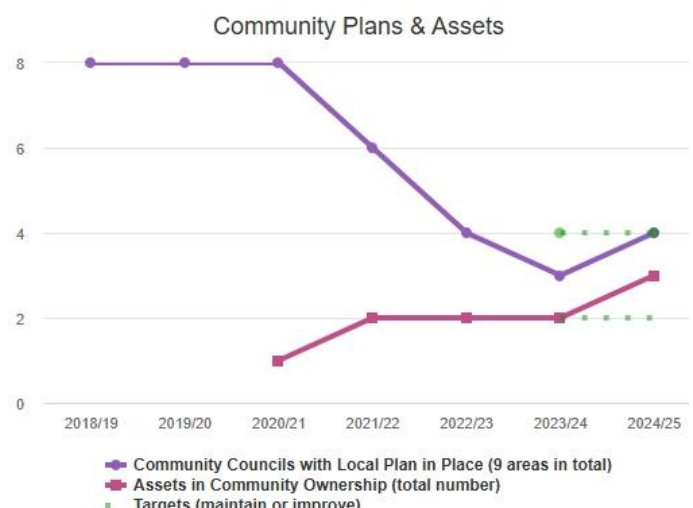 Community Plans & Assets
8
6
4
2
0
2018/19 2019/20 2020/21 2021/22 2022/23 2023/24 2024/25
Community Councils with Local Plan in Place (9 areas in total)
Assets in Community Ownership (total number)
Targets (maintain or improve)